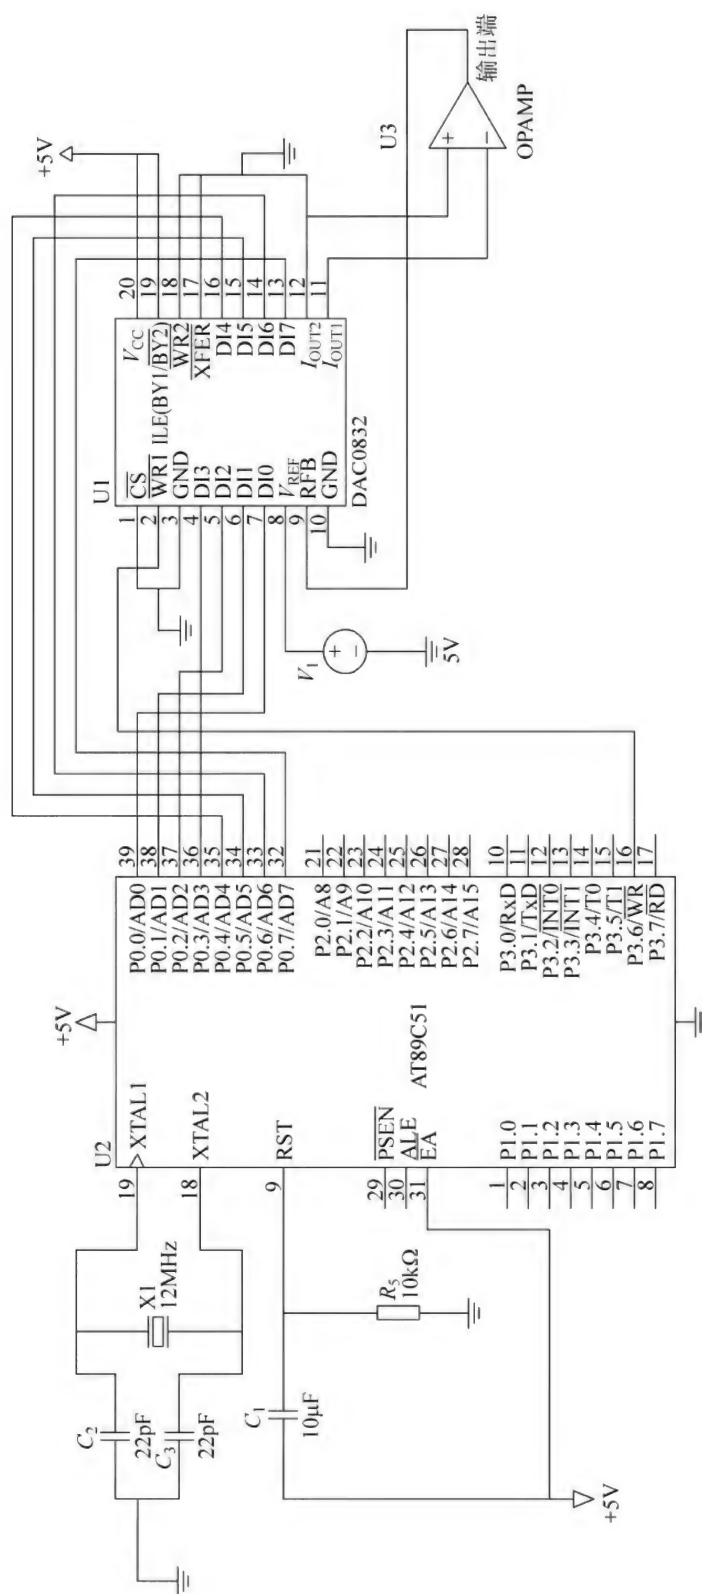 C₂
22pF
C₃
22pF
X1
12MHz
C₁
10μF
R₅
10kΩ
+5V
U2
+5V
19
XTAL1
18
XTAL2
9
RST
29
PSEN
30
ALE
31
EA
1
P1.0
2
P1.1
3
P1.2
4
P1.3
5
P1.4
6
P1.5
7
P1.6
8
P1.7
AT89C51
P0.0/AD0
39
P0.1/AD1
38
P0.2/AD2
37
P0.3/AD3
36
P0.4/AD4
35
P0.5/AD5
34
P0.6/AD6
33
P0.7/AD7
32
P2.0/A8
21
P2.1/A9
22
P2.2/A10
23
P2.3/A11
24
P2.4/A12
25
P2.5/A13
26
P2.6/A14
27
P2.7/A15
28
P3.0/RxD
10
P3.1/TxD
11
P3.2/INT0
12
P3.3/INT1
13
P3.4/T0
14
P3.5/T1
15
P3.6/WR
16
P3.7/RD
17
V₁
+
−
5V
U1
1
CS
2
WR1
3
GND
4
DI3
5
DI2
6
DI1
7
DI0
8
VREF
9
RFB
10
GND
DAC0832
VCC
20
ILE(BY1/BY2)
19
WR2
18
XFER
17
DI4
16
DI5
15
DI6
14
DI7
13
IOUT2
12
IOUT1
11
+5V
U3
+
−
OPAMP
输出端